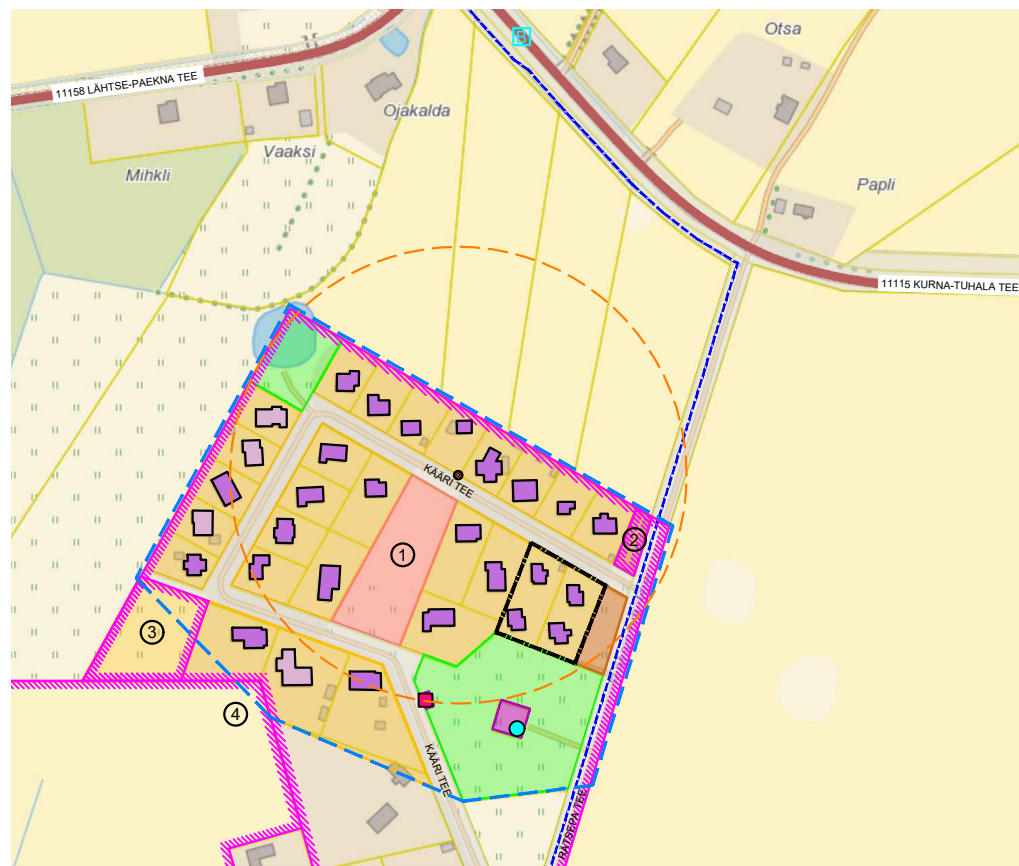 B
Otsa
11158 LÄHTSE-PAEKNA TEE
Ojakalda
Vaaksi
Mihkli
Papli
11115 KURNA-TUHALA TEE
KÄÄRI TEE
2
1
3
4
KÄÄRI TEE
RÄTSEPA TEE